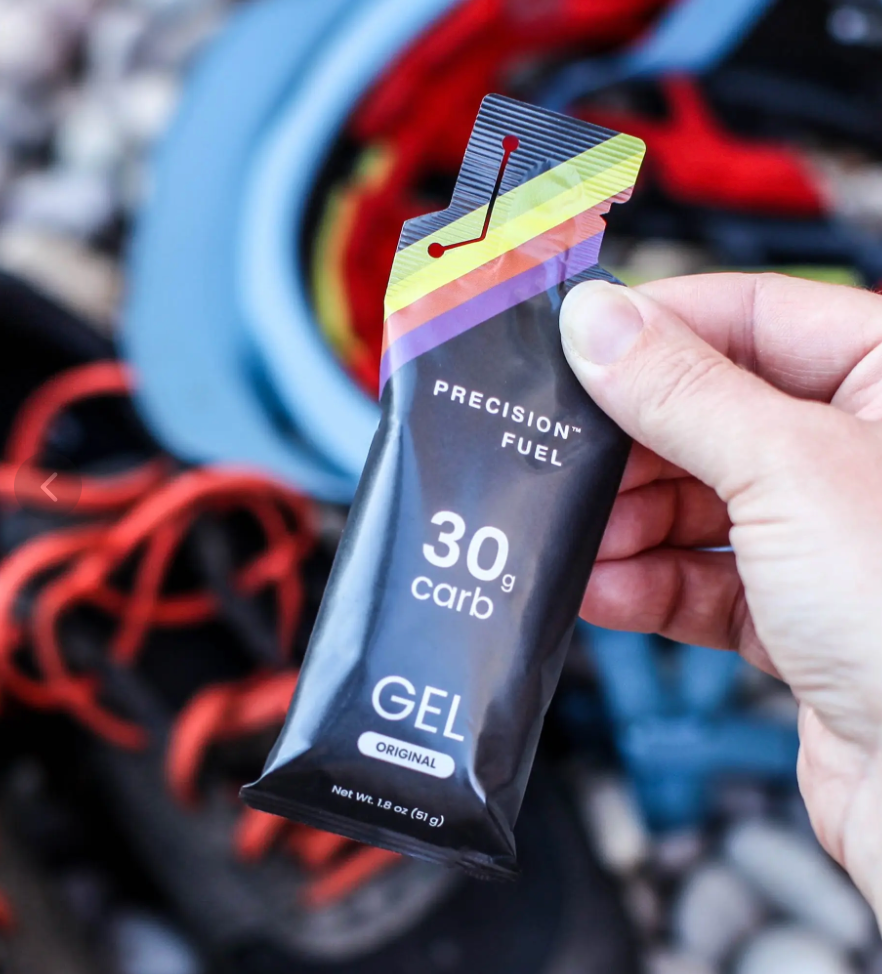 PRECISION™
FUEL
30g
carb
GEL
ORIGINAL
Net Wt. 1.8 oz (51 g)